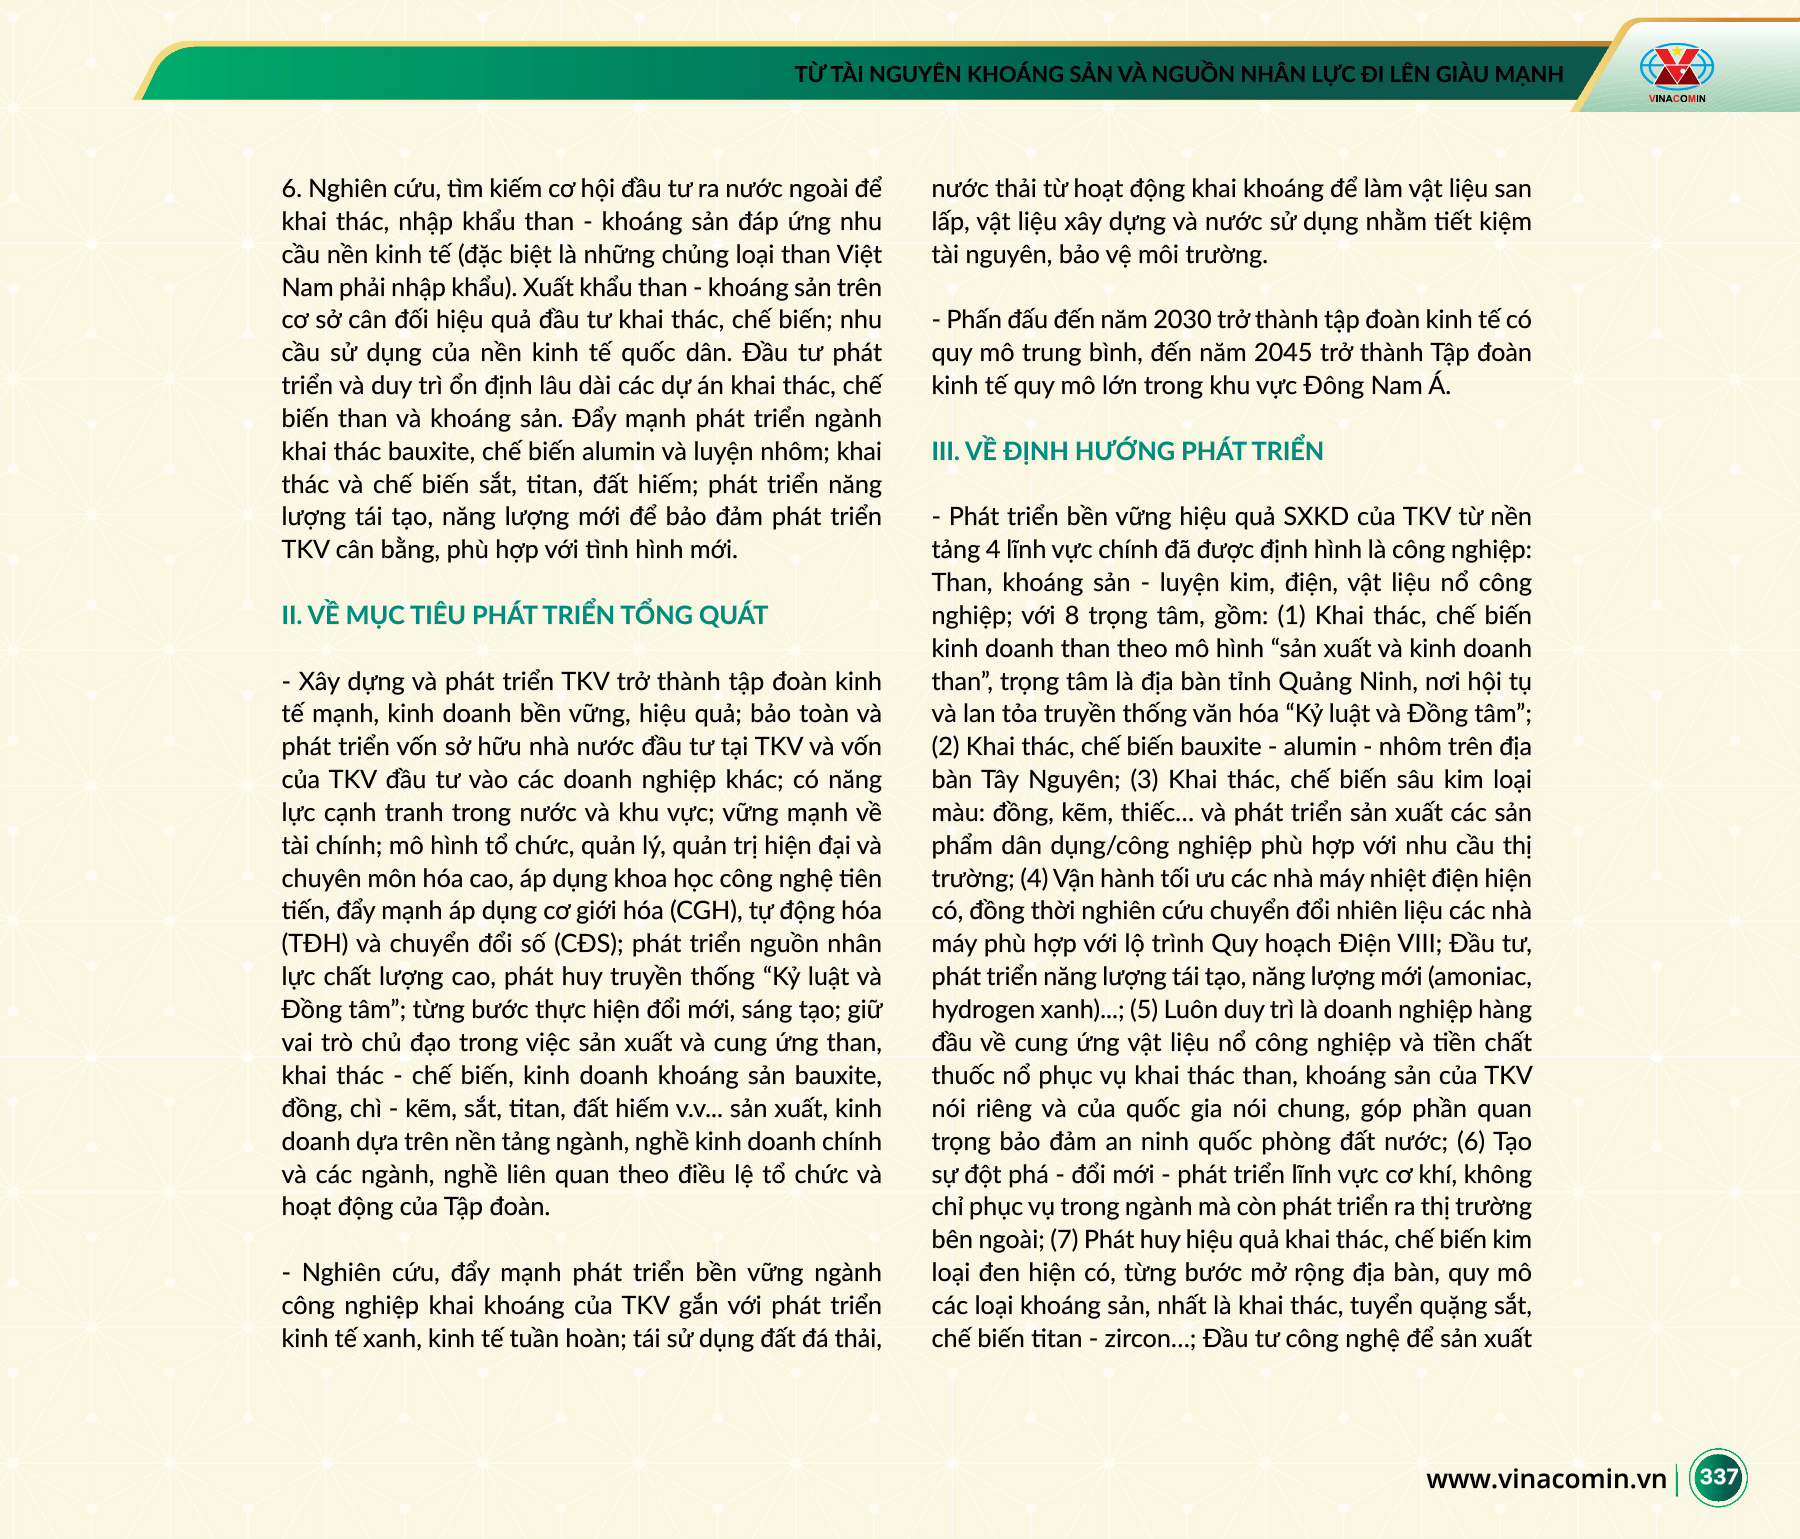 TỪ TÀI NGUYÊN KHOÁNG SẢN VÀ NGUỒN NHÂN LỰC ĐI LÊN GIÀU MẠNH
VINACOMIN
6. Nghiên cứu, tìm kiếm cơ hội đầu tư ra nước ngoài để
khai thác, nhập khẩu than - khoáng sản đáp ứng nhu
cầu nền kinh tế (đặc biệt là những chủng loại than Việt
Nam phải nhập khẩu). Xuất khẩu than - khoáng sản trên
cơ sở cân đối hiệu quả đầu tư khai thác, chế biến; nhu
cầu sử dụng của nền kinh tế quốc dân. Đầu tư phát
triển và duy trì ổn định lâu dài các dự án khai thác, chế
biến than và khoáng sản. Đẩy mạnh phát triển ngành
khai thác bauxite, chế biến alumin và luyện nhôm; khai
thác và chế biến sắt, titan, đất hiếm; phát triển năng
lượng tái tạo, năng lượng mới để bảo đảm phát triển
TKV cân bằng, phù hợp với tình hình mới.
II. VỀ MỤC TIÊU PHÁT TRIỂN TỔNG QUÁT
- Xây dựng và phát triển TKV trở thành tập đoàn kinh
tế mạnh, kinh doanh bền vững, hiệu quả; bảo toàn và
phát triển vốn sở hữu nhà nước đầu tư tại TKV và vốn
của TKV đầu tư vào các doanh nghiệp khác; có năng
lực cạnh tranh trong nước và khu vực; vững mạnh về
tài chính; mô hình tổ chức, quản lý, quản trị hiện đại và
chuyên môn hóa cao, áp dụng khoa học công nghệ tiên
tiến, đẩy mạnh áp dụng cơ giới hóa (CGH), tự động hóa
(TĐH) và chuyển đổi số (CĐS); phát triển nguồn nhân
lực chất lượng cao, phát huy truyền thống “Kỷ luật và
Đồng tâm”; từng bước thực hiện đổi mới, sáng tạo; giữ
vai trò chủ đạo trong việc sản xuất và cung ứng than,
khai thác - chế biến, kinh doanh khoáng sản bauxite,
đồng, chì - kẽm, sắt, titan, đất hiếm v.v... sản xuất, kinh
doanh dựa trên nền tảng ngành, nghề kinh doanh chính
và các ngành, nghề liên quan theo điều lệ tổ chức và
hoạt động của Tập đoàn.
- Nghiên cứu, đẩy mạnh phát triển bền vững ngành
công nghiệp khai khoáng của TKV gắn với phát triển
kinh tế xanh, kinh tế tuần hoàn; tái sử dụng đất đá thải,
nước thải từ hoạt động khai khoáng để làm vật liệu san
lấp, vật liệu xây dựng và nước sử dụng nhằm tiết kiệm
tài nguyên, bảo vệ môi trường.
- Phấn đấu đến năm 2030 trở thành tập đoàn kinh tế có
quy mô trung bình, đến năm 2045 trở thành Tập đoàn
kinh tế quy mô lớn trong khu vực Đông Nam Á.
III. VỀ ĐỊNH HƯỚNG PHÁT TRIỂN
- Phát triển bền vững hiệu quả SXKD của TKV từ nền
tảng 4 lĩnh vực chính đã được định hình là công nghiệp:
Than, khoáng sản - luyện kim, điện, vật liệu nổ công
nghiệp; với 8 trọng tâm, gồm: (1) Khai thác, chế biến
kinh doanh than theo mô hình “sản xuất và kinh doanh
than”, trọng tâm là địa bàn tỉnh Quảng Ninh, nơi hội tụ
và lan tỏa truyền thống văn hóa “Kỷ luật và Đồng tâm”;
(2) Khai thác, chế biến bauxite - alumin - nhôm trên địa
bàn Tây Nguyên; (3) Khai thác, chế biến sâu kim loại
màu: đồng, kẽm, thiếc... và phát triển sản xuất các sản
phẩm dân dụng/công nghiệp phù hợp với nhu cầu thị
trường; (4) Vận hành tối ưu các nhà máy nhiệt điện hiện
có, đồng thời nghiên cứu chuyển đổi nhiên liệu các nhà
máy phù hợp với lộ trình Quy hoạch Điện VIII; Đầu tư,
phát triển năng lượng tái tạo, năng lượng mới (amoniac,
hydrogen xanh)...; (5) Luôn duy trì là doanh nghiệp hàng
đầu về cung ứng vật liệu nổ công nghiệp và tiền chất
thuốc nổ phục vụ khai thác than, khoáng sản của TKV
nói riêng và của quốc gia nói chung, góp phần quan
trọng bảo đảm an ninh quốc phòng đất nước; (6) Tạo
sự đột phá - đổi mới - phát triển lĩnh vực cơ khí, không
chỉ phục vụ trong ngành mà còn phát triển ra thị trường
bên ngoài; (7) Phát huy hiệu quả khai thác, chế biến kim
loại đen hiện có, từng bước mở rộng địa bàn, quy mô
các loại khoáng sản, nhất là khai thác, tuyển quặng sắt,
chế biến titan - zircon...; Đầu tư công nghệ để sản xuất
www.vinacomin.vn
337